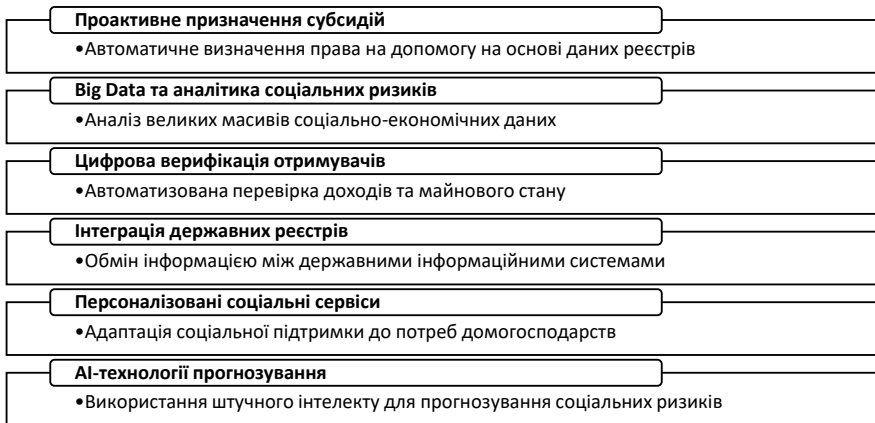 Проактивне призначення субсидій
•Автоматичне визначення права на допомогу на основі даних реєстрів
Big Data та аналітика соціальних ризиків
•Аналіз великих масивів соціально-економічних даних
Цифрова верифікація отримувачів
•Автоматизована перевірка доходів та майнового стану
Інтеграція державних реєстрів
•Обмін інформацією між державними інформаційними системами
Персоналізовані соціальні сервіси
•Адаптація соціальної підтримки до потреб домогосподарств
AI-технології прогнозування
•Використання штучного інтелекту для прогнозування соціальних ризиків